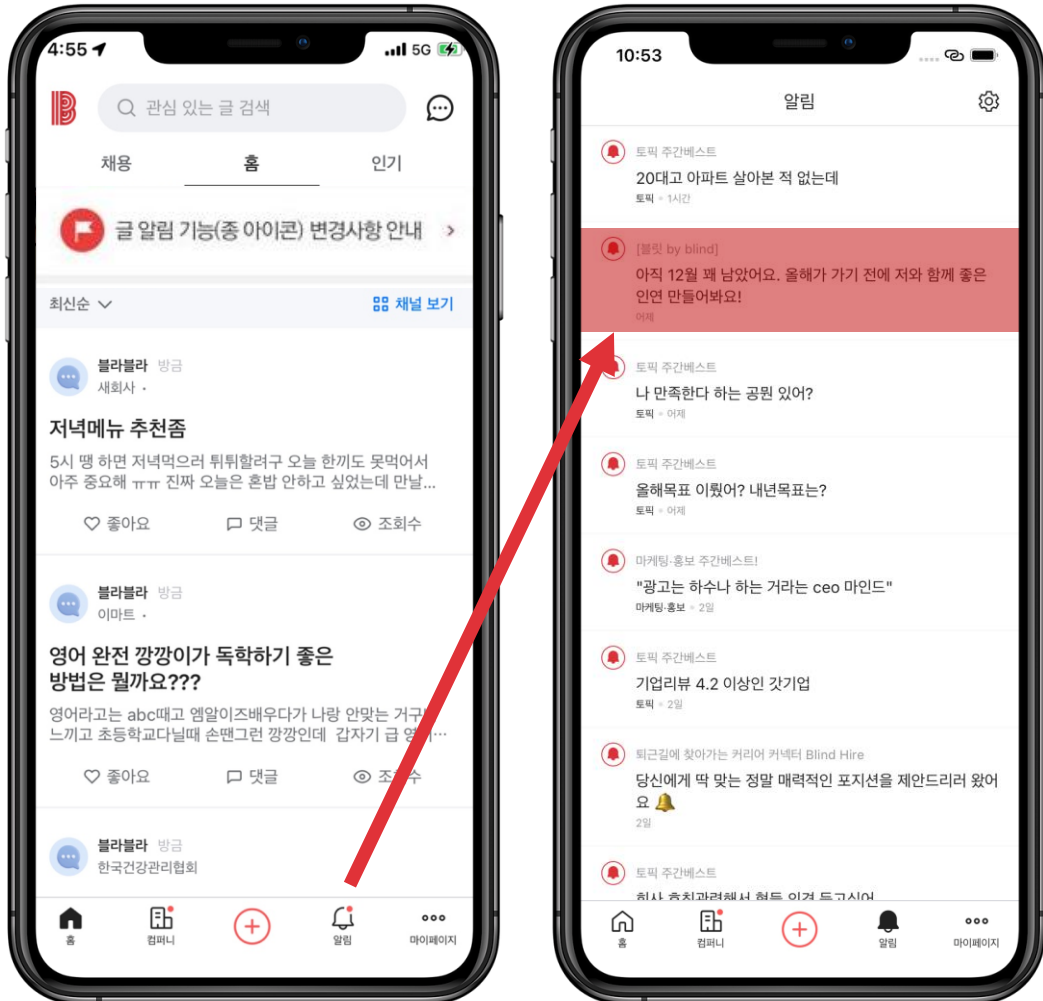 4:55
5G
B
관심 있는 글 검색
채용
홈
인기
글 알림 기능(종 아이콘) 변경사항 안내
최신순
채널 보기
블라블라 방금
새회사 ·
저녁메뉴 추천좀
5시 땡 하면 저녁먹으러 튀튀할려구 오늘 한끼도 못먹어서
아주 중요해 ㅠㅠ 진짜 오늘은 혼밥 안하고 싶었는데 만날...
좋아요
댓글
조회수
블라블라 방금
이마트 ·
영어 완전 깡깡이가 독학하기 좋은
방법은 뭘까요???
영어라고는 abc때고 엠알이즈배우다가 나랑 안맞는 거구
느끼고 초등학교다닐때 손땐그런 깡깡인데 갑자기 급
좋아요
댓글
블라블라 방금
한국건강관리협회
홈
컴퍼니
알림
마이페이지
10:53
알림
토픽 주간베스트
20대고 아파트 살아본 적 없는데
토픽 · 1시간
[블릿 by blind]
아직 12월 꽤 남았어요. 올해가 가기 전에 저와 함께 좋은
인연 만들어봐요!
어제
토픽 주간베스트
나 만족한다 하는 공뭔 있어?
토픽 · 어제
토픽 주간베스트
올해목표 이뤘어? 내년목표는?
토픽 · 어제
마케팅·홍보 주간베스트!
"광고는 하수나 하는 거라는 ceo 마인드"
마케팅·홍보 · 2일
토픽 주간베스트
기업리뷰 4.2 이상인 갓기업
토픽 · 2일
퇴근길에 찾아가는 커리어 커넥터 Blind Hire
당신에게 딱 맞는 정말 매력적인 포지션을 제안드리러 왔어
요
2일
토픽 주간베스트
홈
컴퍼니
알림
마이페이지